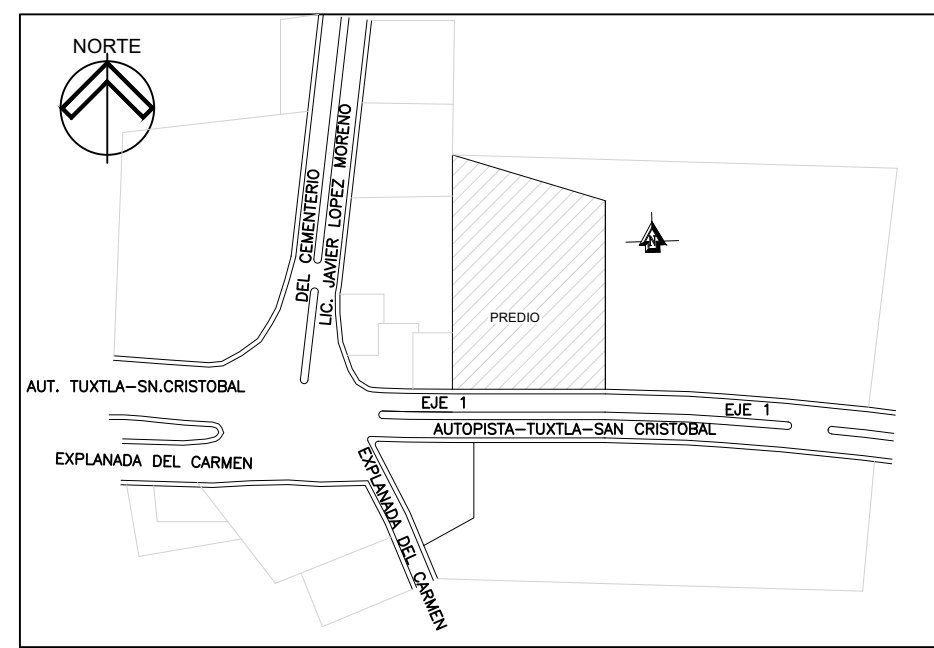 NORTE
DEL CEMENTERIO
LIC. JAVIER LOPEZ MORENO
N
PREDIO
AUT. TUXTLA-SN.CRISTOBAL
EJE 1
EJE 1
AUTOPISTA-TUXTLA-SAN CRISTOBAL
EXPLANADA DEL CARMEN
EXPLANADA DEL CARMEN